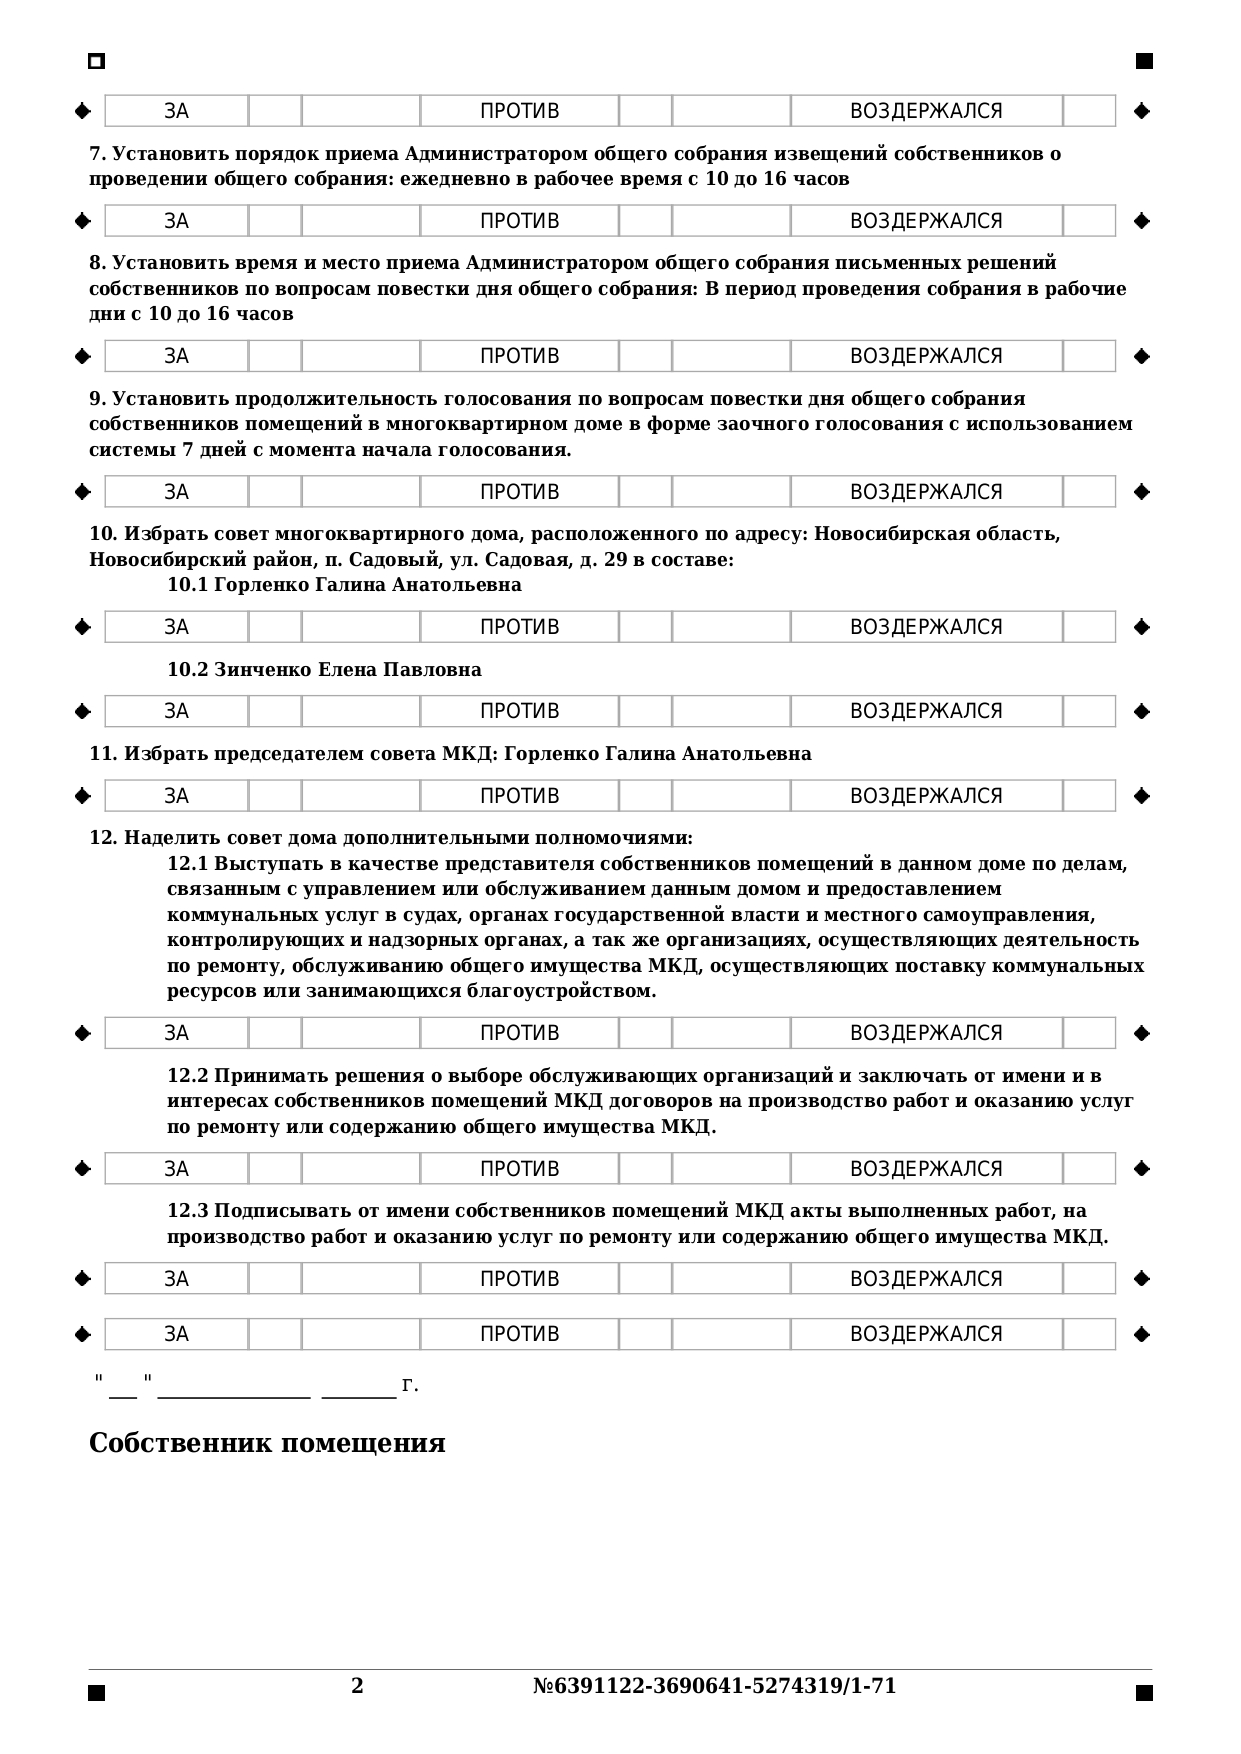 ЗА ПРОТИВ ВОЗДЕРЖАЛСЯ
7. Установить порядок приема Администратором общего собрания извещений собственников о
проведении общего собрания: ежедневно в рабочее время с 10 до 16 часов
ЗА ПРОТИВ ВОЗДЕРЖАЛСЯ
8. Установить время и место приема Администратором общего собрания письменных решений
собственников по вопросам повестки дня общего собрания: В период проведения собрания в рабочие
дни с 10 до 16 часов
ЗА ПРОТИВ ВОЗДЕРЖАЛСЯ
9. Установить продолжительность голосования по вопросам повестки дня общего собрания
собственников помещений в многоквартирном доме в форме заочного голосования с использованием
системы 7 дней с момента начала голосования.
ЗА ПРОТИВ ВОЗДЕРЖАЛСЯ
10. Избрать совет многоквартирного дома, расположенного по адресу: Новосибирская область,
Новосибирский район, п. Садовый, ул. Садовая, д. 29 в составе:
10.1 Горленко Галина Анатольевна
ЗА ПРОТИВ ВОЗДЕРЖАЛСЯ
10.2 Зинченко Елена Павловна
ЗА ПРОТИВ ВОЗДЕРЖАЛСЯ
11. Избрать председателем совета МКД: Горленко Галина Анатольевна
ЗА ПРОТИВ ВОЗДЕРЖАЛСЯ
12. Наделить совет дома дополнительными полномочиями:
12.1 Выступать в качестве представителя собственников помещений в данном доме по делам,
связанным с управлением или обслуживанием данным домом и предоставлением
коммунальных услуг в судах, органах государственной власти и местного самоуправления,
контролирующих и надзорных органах, а так же организациях, осуществляющих деятельность
по ремонту, обслуживанию общего имущества МКД, осуществляющих поставку коммунальных
ресурсов или занимающихся благоустройством.
ЗА ПРОТИВ ВОЗДЕРЖАЛСЯ
12.2 Принимать решения о выборе обслуживающих организаций и заключать от имени и в
интересах собственников помещений МКД договоров на производство работ и оказанию услуг
по ремонту или содержанию общего имущества МКД.
ЗА ПРОТИВ ВОЗДЕРЖАЛСЯ
12.3 Подписывать от имени собственников помещений МКД акты выполненных работ, на
производство работ и оказанию услуг по ремонту или содержанию общего имущества МКД.
ЗА ПРОТИВ ВОЗДЕРЖАЛСЯ
ЗА ПРОТИВ ВОЗДЕРЖАЛСЯ
" ___ " ______________ _______ г.
Собственник помещения
2 №6391122-3690641-5274319/1-71